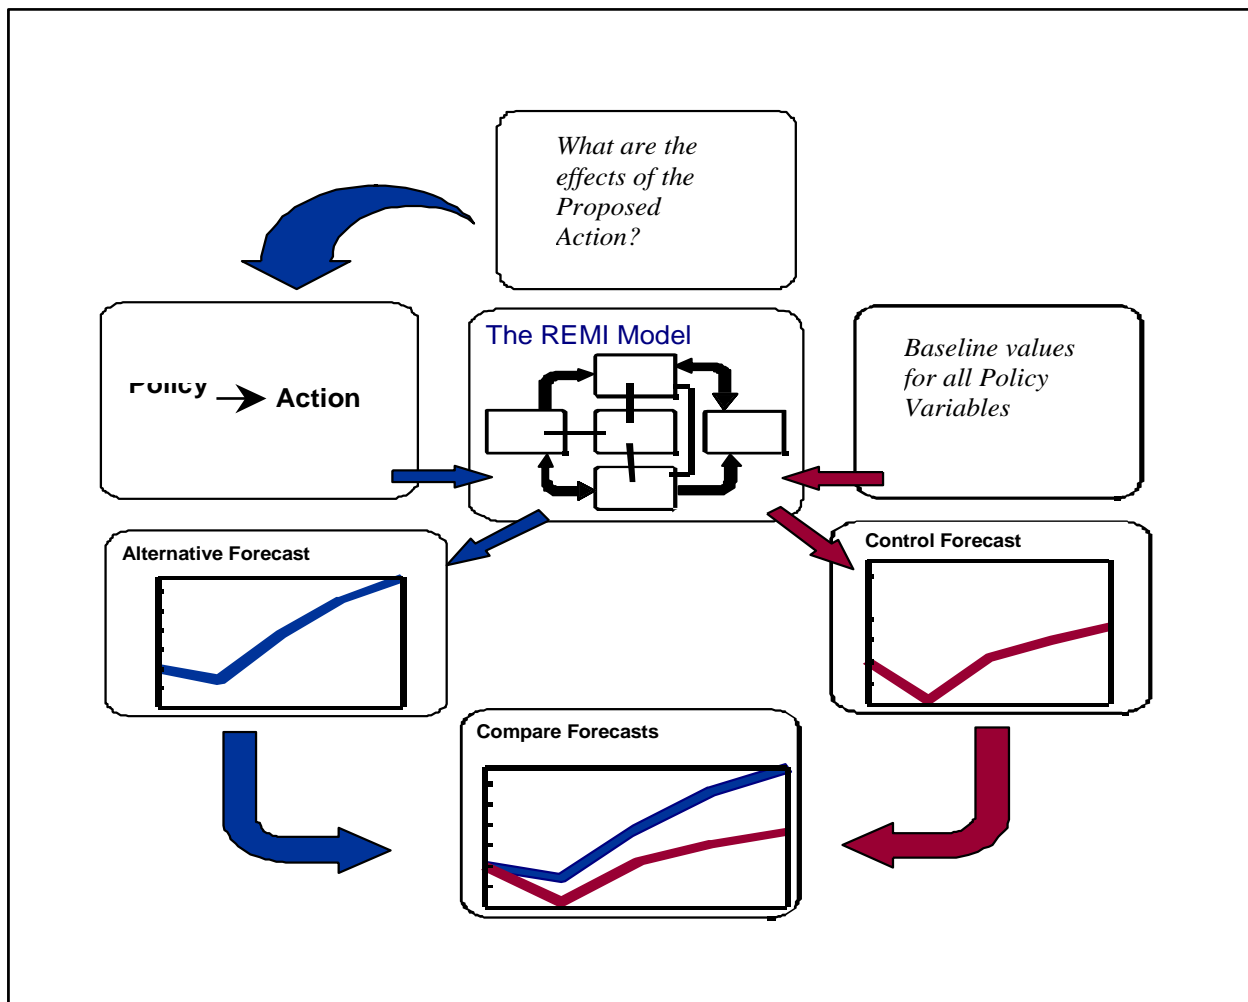 What are the
effects of the
Proposed
Action?
The REMI Model
Baseline values
for all Policy
Variables
Policy Action
Alternative Forecast
Control Forecast
Compare Forecasts